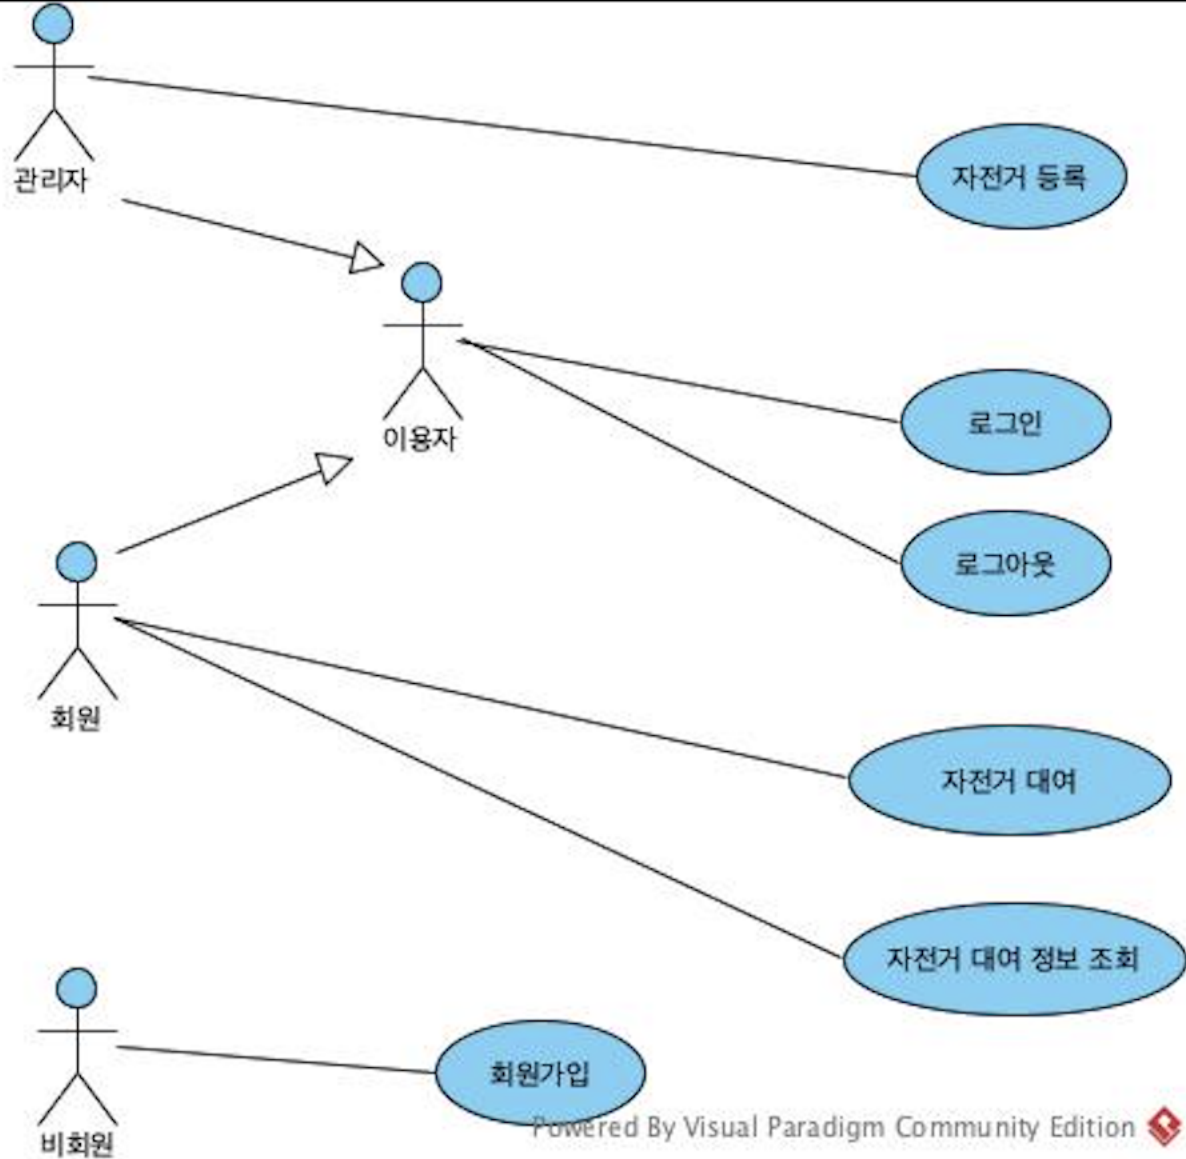 관리자
자전거 등록
이용자
로그인
로그아웃
회원
자전거 대여
자전거 대여 정보 조회
비회원
회원가입
Powered By Visual Paradigm Community Edition